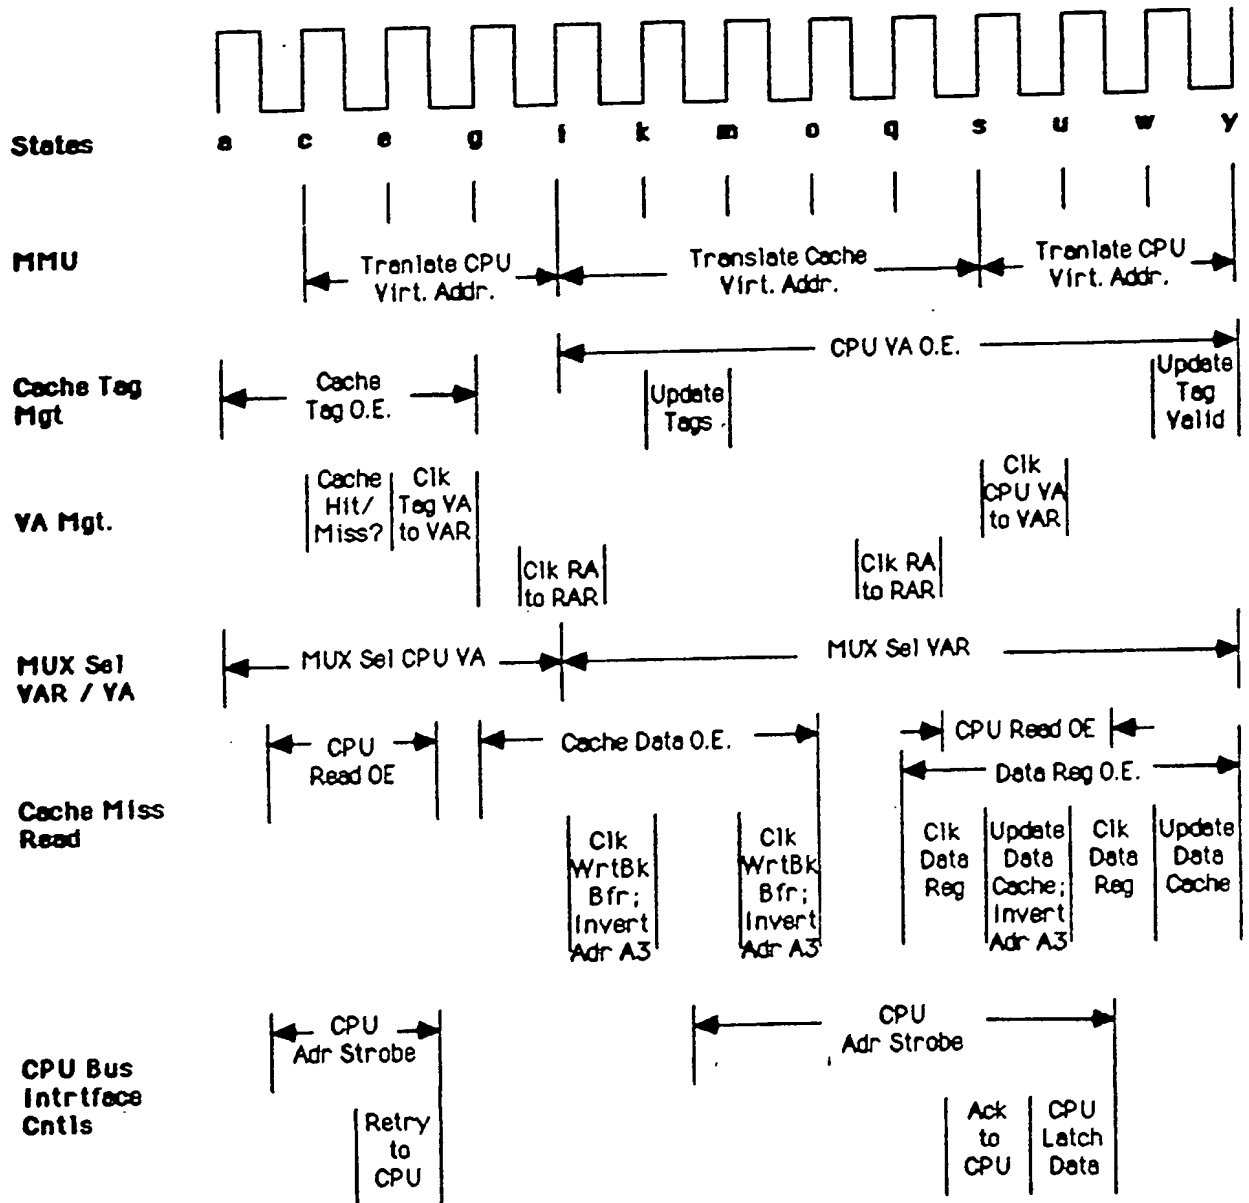 States a c e g i k m o q s u w y
MMU
Tranlate CPU
Virt. Addr.
Translate Cache
Virt. Addr.
Tranlate CPU
Virt. Addr.
CPU VA O.E.
Cache Tag
Mgt
Cache
Tag O.E.
Update
Tags
Update
Tag
Valid
VA Mgt.
Cache
Hit/
Miss?
Clk
Tag VA
to VAR
Clk RA
to RAR
Clk RA
to RAR
Clk
CPU VA
to VAR
MUX Sel
VAR / VA
MUX Sel CPU VA
MUX Sel VAR
Cache Miss
Read
CPU
Read OE
Cache Data O.E.
CPU Read OE
Data Reg O.E.
Clk
WrtBk
Bfr;
Invert
Adr A3
Clk
WrtBk
Bfr;
Invert
Adr A3
Clk
Data
Reg
Update
Data
Cache;
Invert
Adr A3
Clk
Data
Reg
Update
Data
Cache
CPU Bus
Intrtface
Cntls
CPU
Adr Strobe
CPU
Adr Strobe
Retry
to
CPU
Ack
to
CPU
CPU
Latch
Data